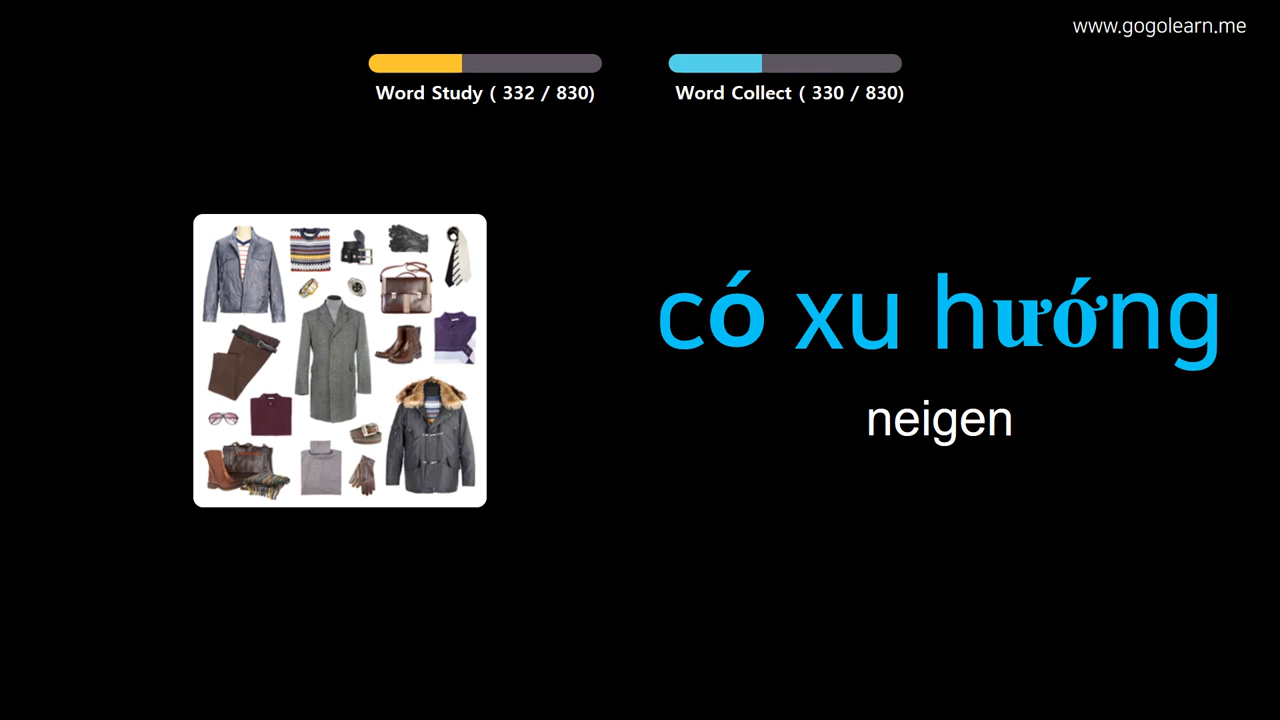 www.gogolearn.me
Word Study ( 332 / 830)
Word Collect ( 330 / 830)
có xu hướng
neigen